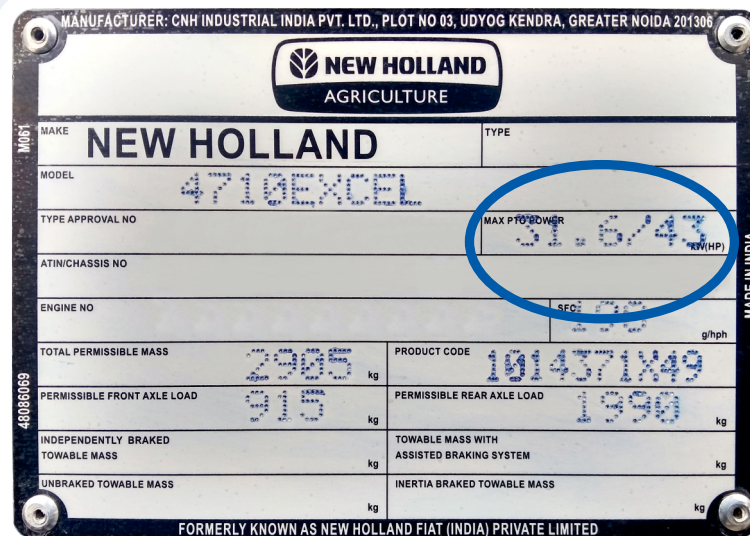 MANUFACTURER: CNH INDUSTRIAL INDIA PVT. LTD., PLOT NO 03, UDYOG KENDRA, GREATER NOIDA 201306
NEW HOLLAND
AGRICULTURE
M061
MAKE NEW HOLLAND TYPE
MODEL 4710EXCEL
TYPE APPROVAL NO MAX PTO POWER 31.6/43 kW(HP)
ATIN/CHASSIS NO
MADE IN INDIA
ENGINE NO SFC 190 g/hph
TOTAL PERMISSIBLE MASS 2905 kg PRODUCT CODE 1014371X49
PERMISSIBLE FRONT AXLE LOAD 915 kg PERMISSIBLE REAR AXLE LOAD 1990 kg
48086069
INDEPENDENTLY BRAKED
TOWABLE MASS kg
TOWABLE MASS WITH
ASSISTED BRAKING SYSTEM kg
UNBRAKED TOWABLE MASS kg INERTIA BRAKED TOWABLE MASS kg
FORMERLY KNOWN AS NEW HOLLAND FIAT (INDIA) PRIVATE LIMITED